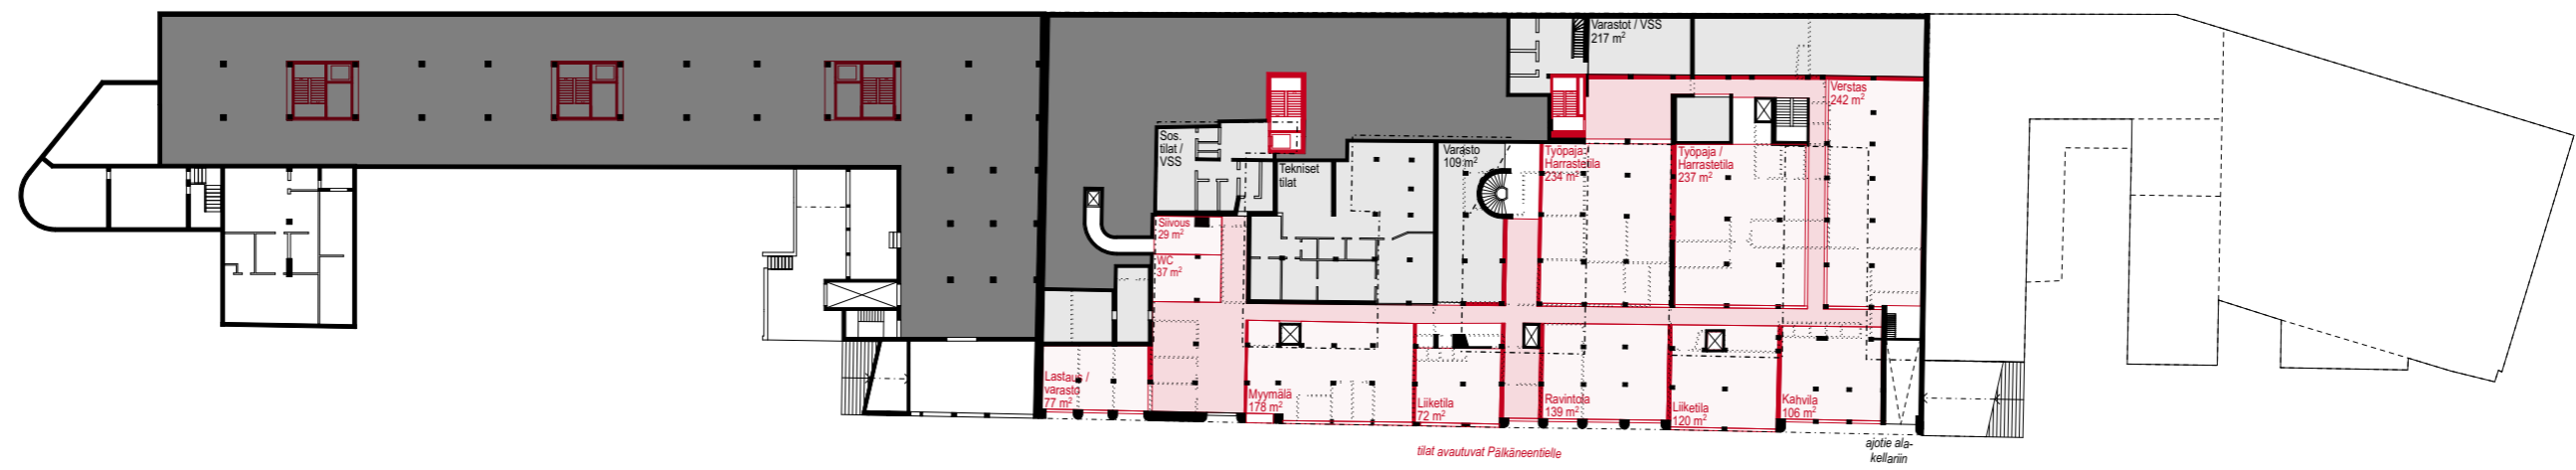 Varastot / VSS
217 m²
Verstas
242 m²
Sos.
tilat /
VSS
Tekniset
tilat
Varasto
109 m²
Työpaja
Harrastetila
234 m²
Työpaja /
Harrastetila
237 m²
Siivous
29 m²
WC
37 m²
Lastaus /
varasto
77 m²
Myymälä
178 m²
Liiketila
72 m²
Ravintola
139 m²
Liiketila
120 m²
Kahvila
106 m²
tilat avautuvat Pälkäneentielle
ajotie ala-
kellariin